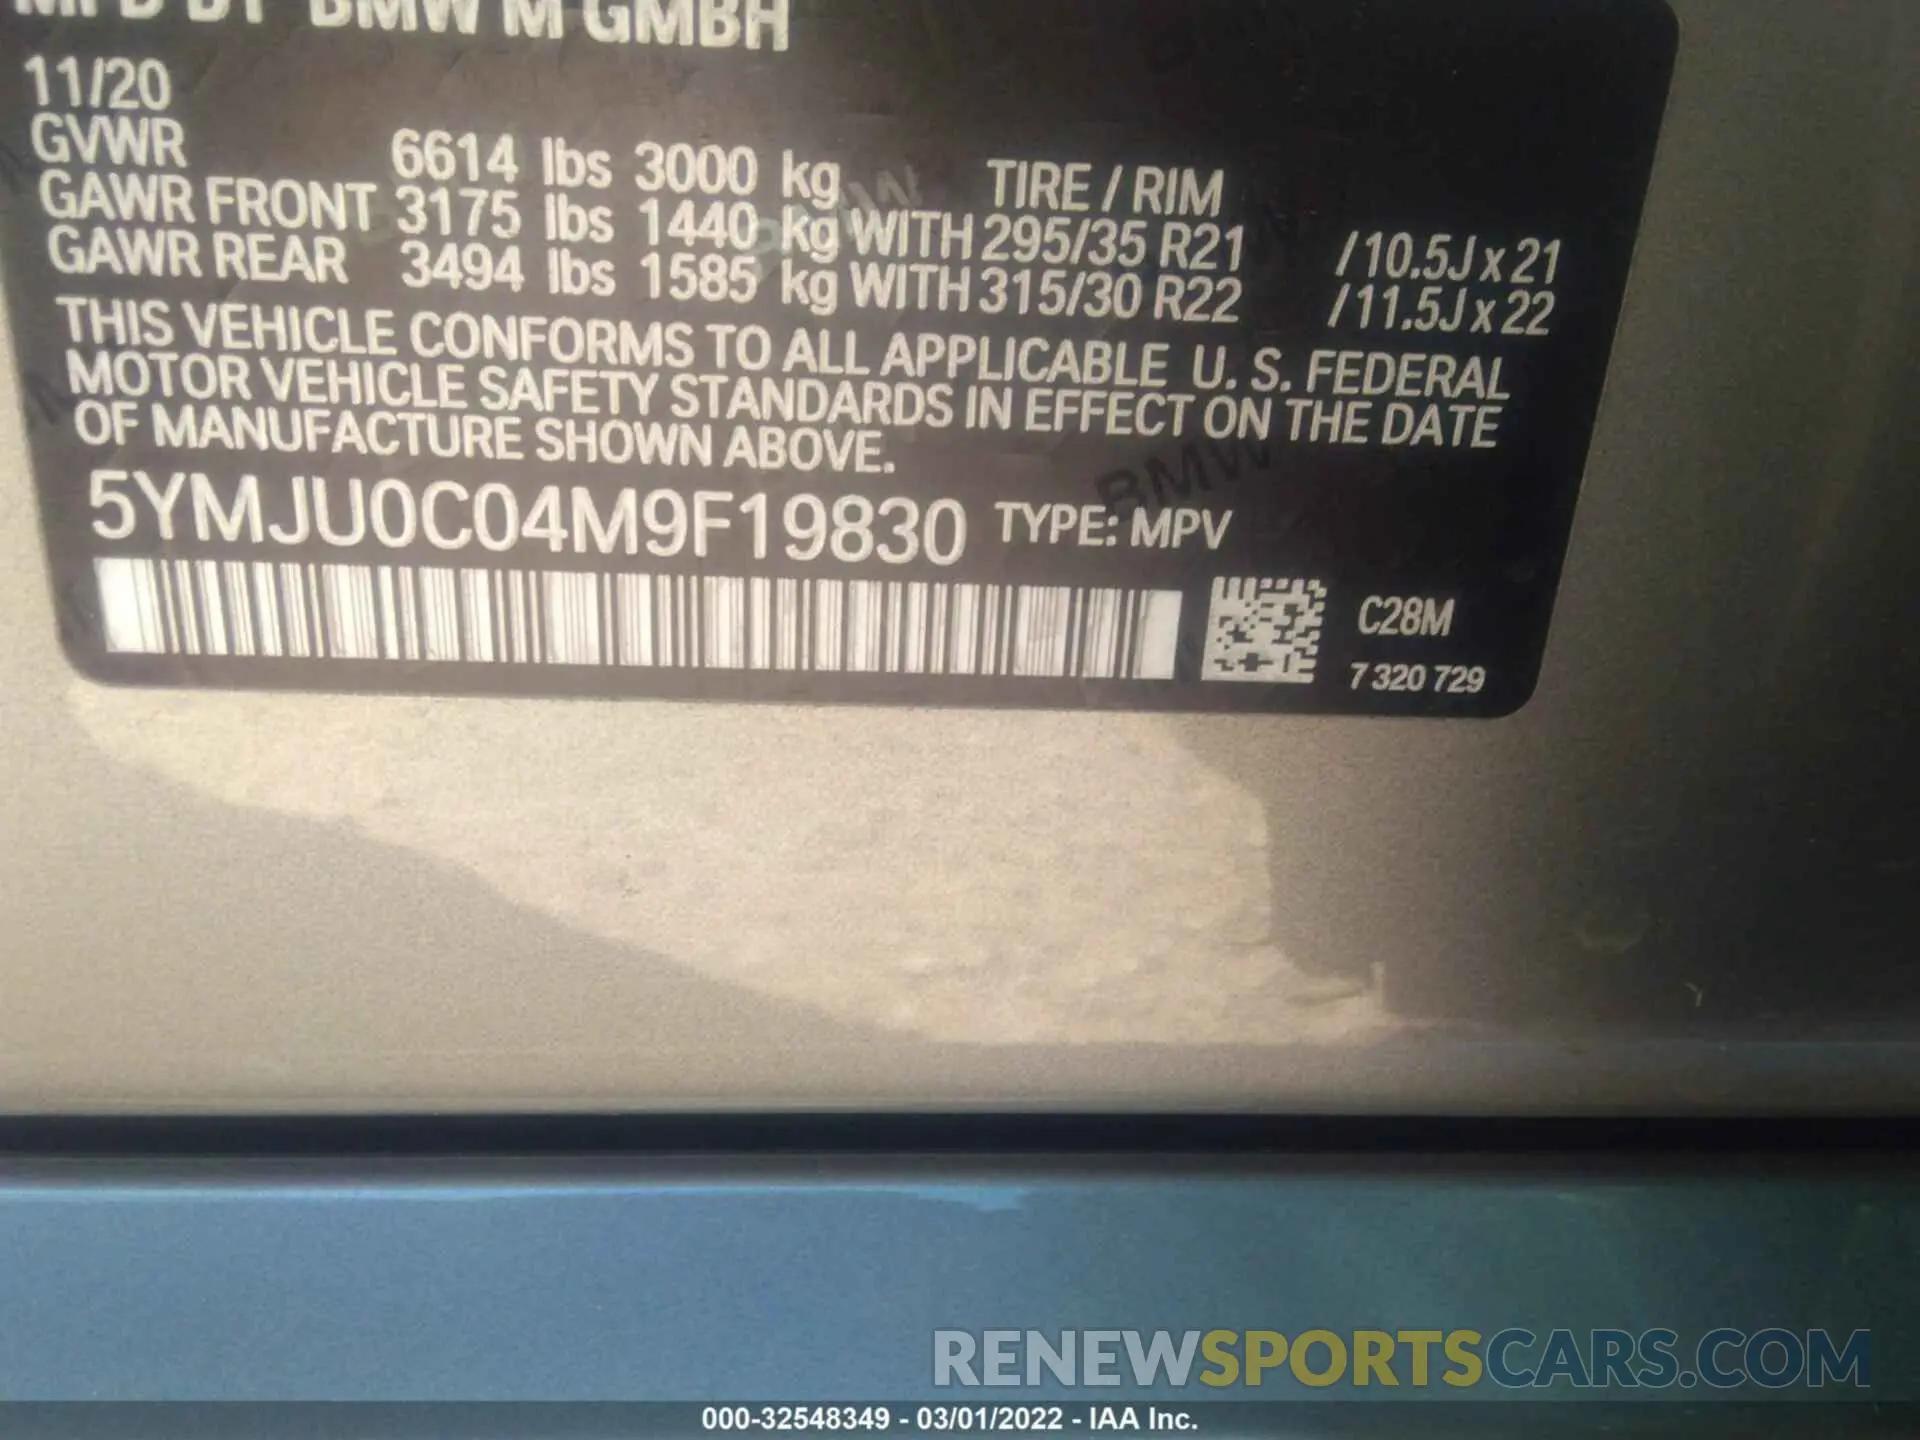 MFD BY BMW M GMBH
11/20
GVWR 6614 lbs 3000 kg TIRE / RIM
GAWR FRONT 3175 lbs 1440 kg WITH 295/35 R21 /10.5J x 21
GAWR REAR 3494 lbs 1585 kg WITH 315/30 R22 /11.5J x 22
THIS VEHICLE CONFORMS TO ALL APPLICABLE U. S. FEDERAL
MOTOR VEHICLE SAFETY STANDARDS IN EFFECT ON THE DATE
OF MANUFACTURE SHOWN ABOVE.
5YMJU0C04M9F19830 TYPE: MPV
C28M
7 320 729
BMW
BMW
RENEWSPORTSCARS.COM
000-32548349 - 03/01/2022 - IAA Inc.